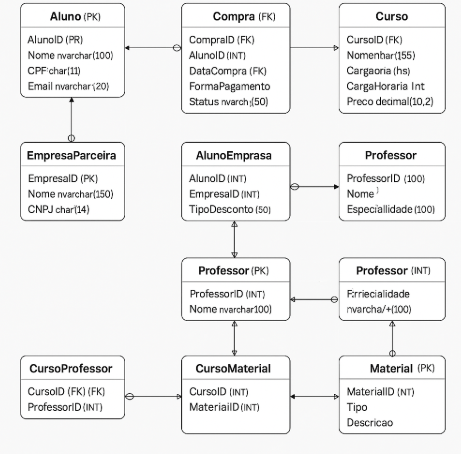 Aluno (PK)
AlunoID (PR)
Nome nvarchar(100)
CPF char(11)
Email nvarchar(20)
Compra (FK)
CompraID (FK)
AlunoID (INT)
DataCompra (FK)
FormaPagamento
Status nvarch(50)
Curso
CursoID (FK)
Nomenhar(155)
Cargaoria (hs)
CargaHoraria Int
Preco decimal(10,2)
EmpresaParceira
EmpresaID (PK)
Nome nvarchar(150)
CNPJ char(14)
AlunoEmprasa
AlunoID (INT)
EmpresaID (INT)
TipoDesconto (50)
Professor
ProfessorID (100)
Nome
Especiallidade (100)
Professor (PK)
ProfessorID (INT)
Nome nvarchar100)
Professor (INT)
nvarcha/+(100)
CursoProfessor
CursoID (FK) (FK)
ProfessorID (INT)
CursoMaterial
CursoID (INT)
MateriaID (INT)
Material (PK)
MaterialID (NT)
Tipo
Descricao